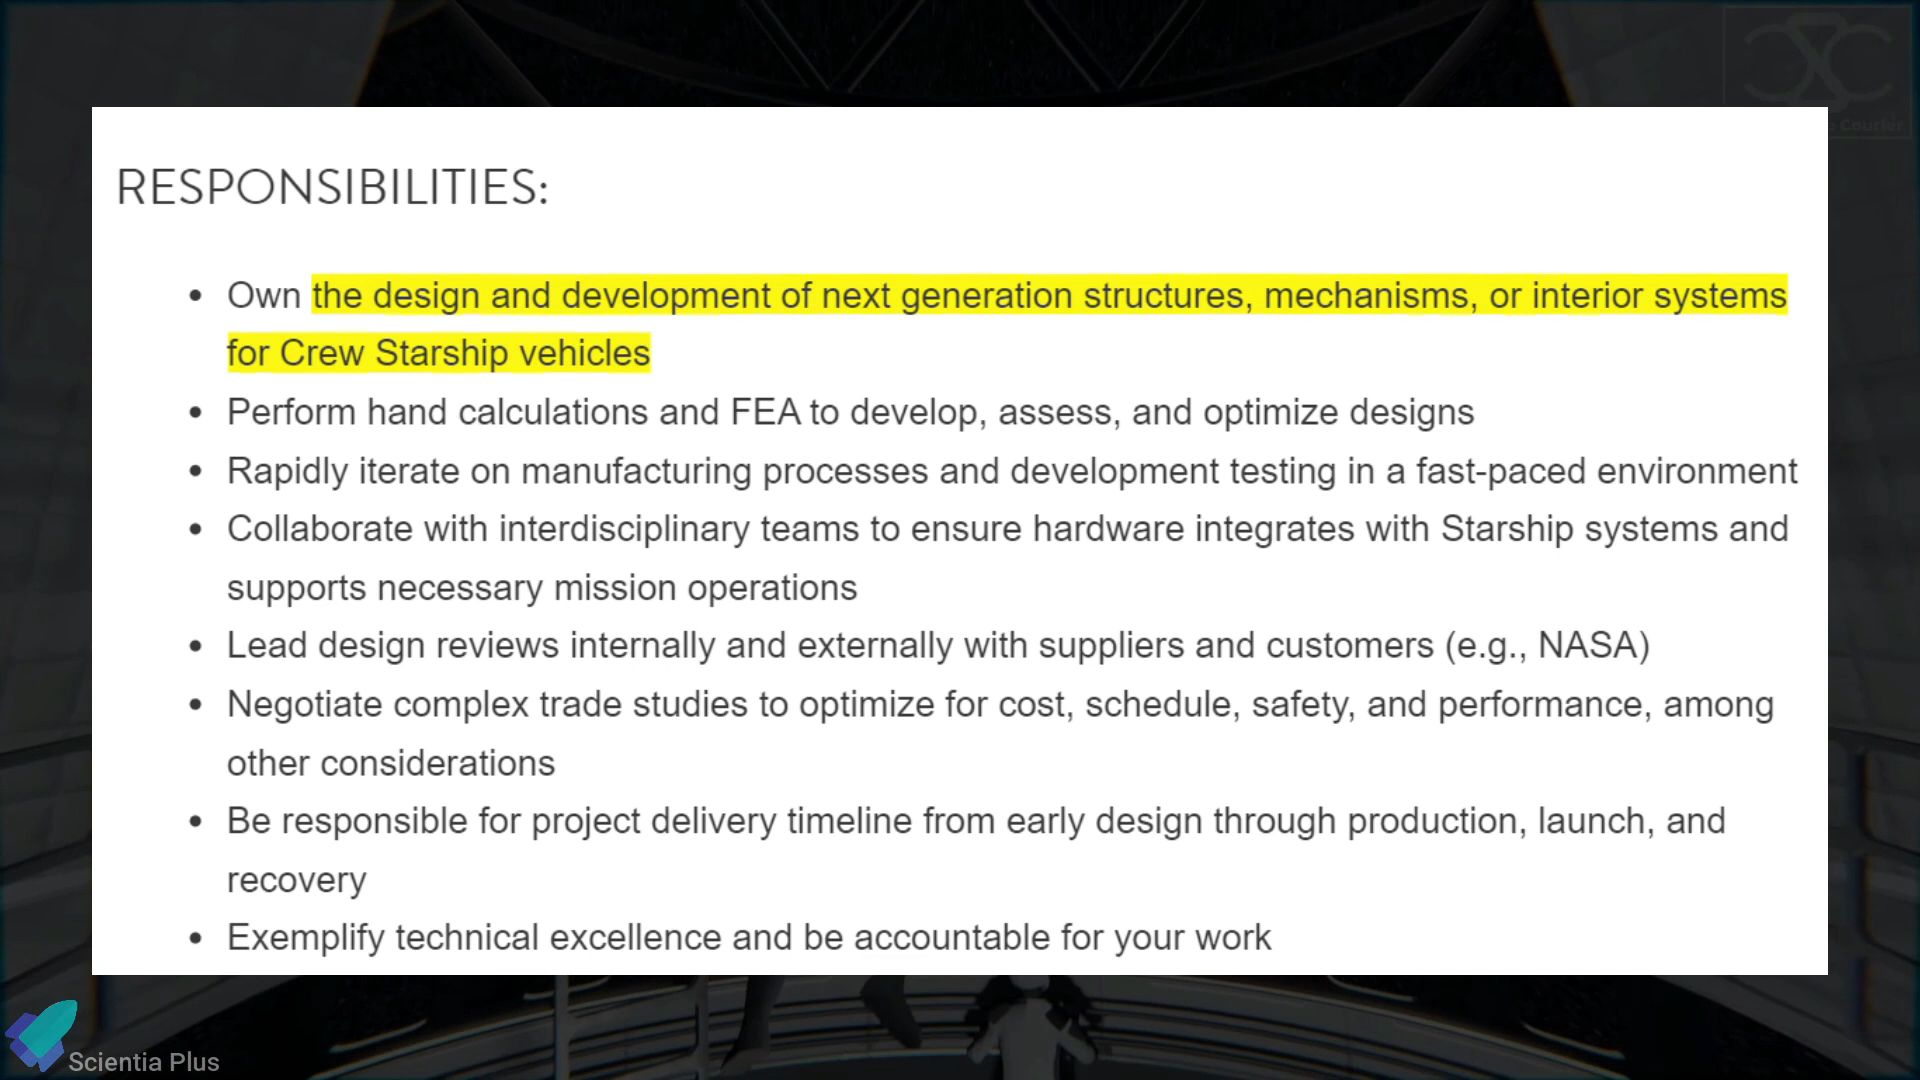 Courier
RESPONSIBILITIES:
• Own the design and development of next generation structures, mechanisms, or interior systems
for Crew Starship vehicles
• Perform hand calculations and FEA to develop, assess, and optimize designs
• Rapidly iterate on manufacturing processes and development testing in a fast-paced environment
• Collaborate with interdisciplinary teams to ensure hardware integrates with Starship systems and
supports necessary mission operations
• Lead design reviews internally and externally with suppliers and customers (e.g., NASA)
• Negotiate complex trade studies to optimize for cost, schedule, safety, and performance, among
other considerations
• Be responsible for project delivery timeline from early design through production, launch, and
recovery
• Exemplify technical excellence and be accountable for your work
Scientia Plus